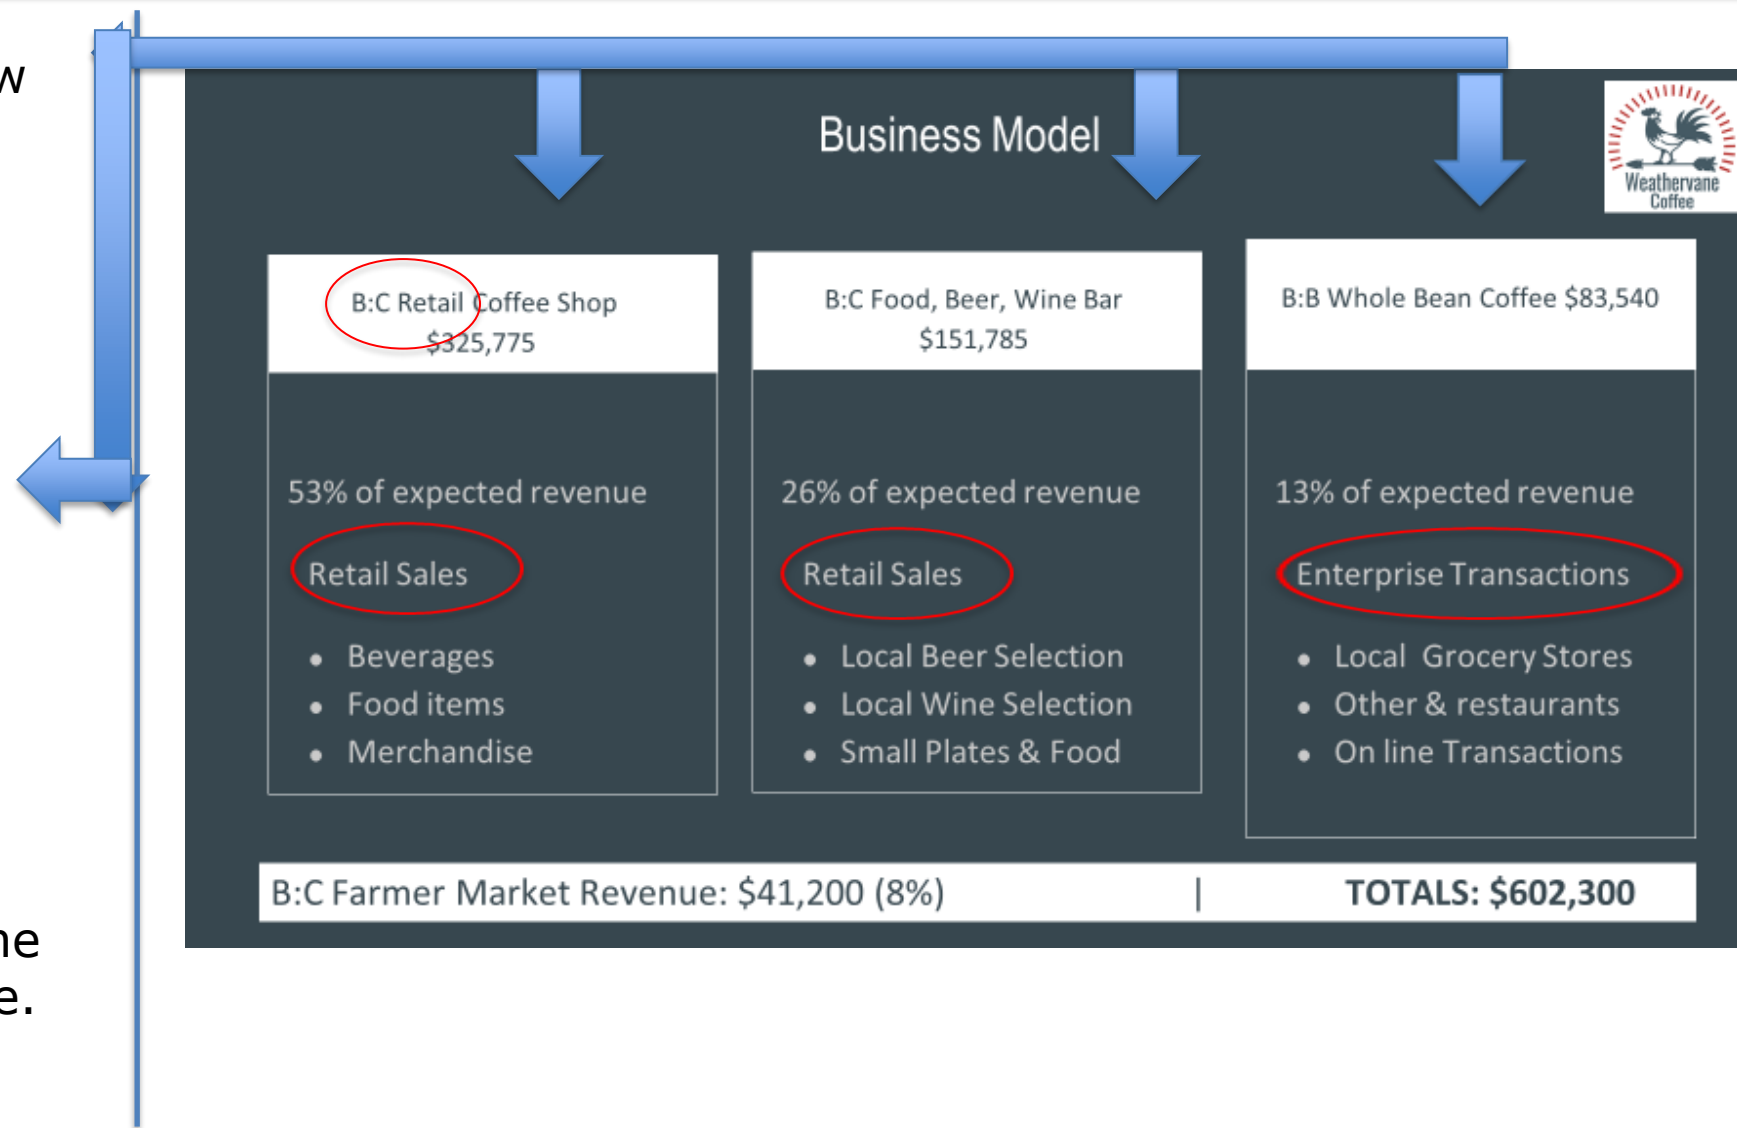 w
ne
e.
Business Model
Weathervane
Coffee
B:C Retail Coffee Shop
$325,775
53% of expected revenue
Retail Sales
• Beverages
• Food items
• Merchandise
B:C Food, Beer, Wine Bar
$151,785
26% of expected revenue
Retail Sales
• Local Beer Selection
• Local Wine Selection
• Small Plates & Food
B:B Whole Bean Coffee $83,540
13% of expected revenue
Enterprise Transactions
• Local Grocery Stores
• Other & restaurants
• On line Transactions
B:C Farmer Market Revenue: $41,200 (8%) | TOTALS: $602,300